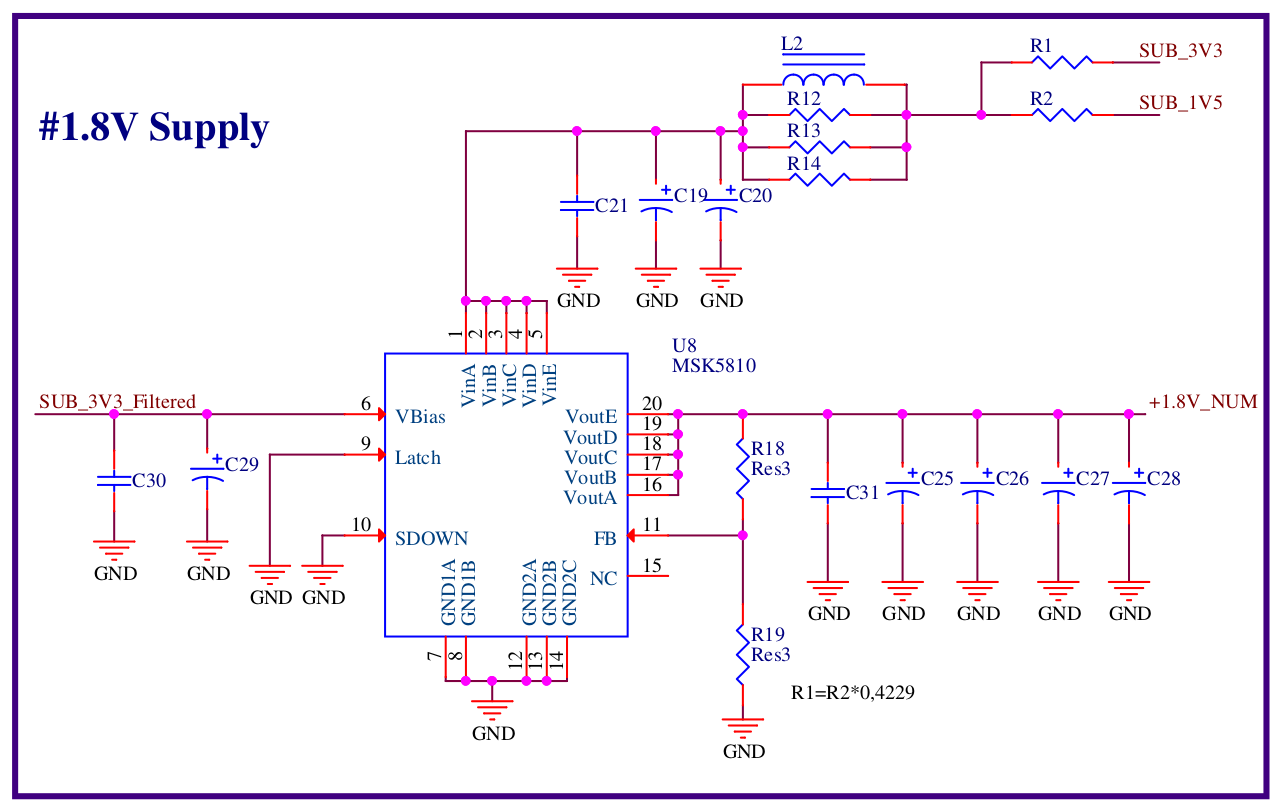 L2
R1
SUB_3V3
R12
R2
SUB_1V5
#1.8V Supply
R13
R14
C21
C19
C20
GND
GND
GND
1
2
3
4
5
U8
MSK5810
VinA
VinB
VinC
VinD
VinE
SUB_3V3_Filtered
6
VBias
VoutE
20
+1.8V_NUM
VoutD
19
9
Latch
VoutC
18
R18
Res3
VoutB
17
VoutA
16
C30
C29
C31
C25
C26
C27
C28
10
SDOWN
FB
11
NC
15
GND
GND
GND
GND
GND
GND
GND
GND
GND1A
GND1B
GND2A
GND2B
GND2C
7
8
12
13
14
R19
Res3
R1=R2*0,4229
GND
GND